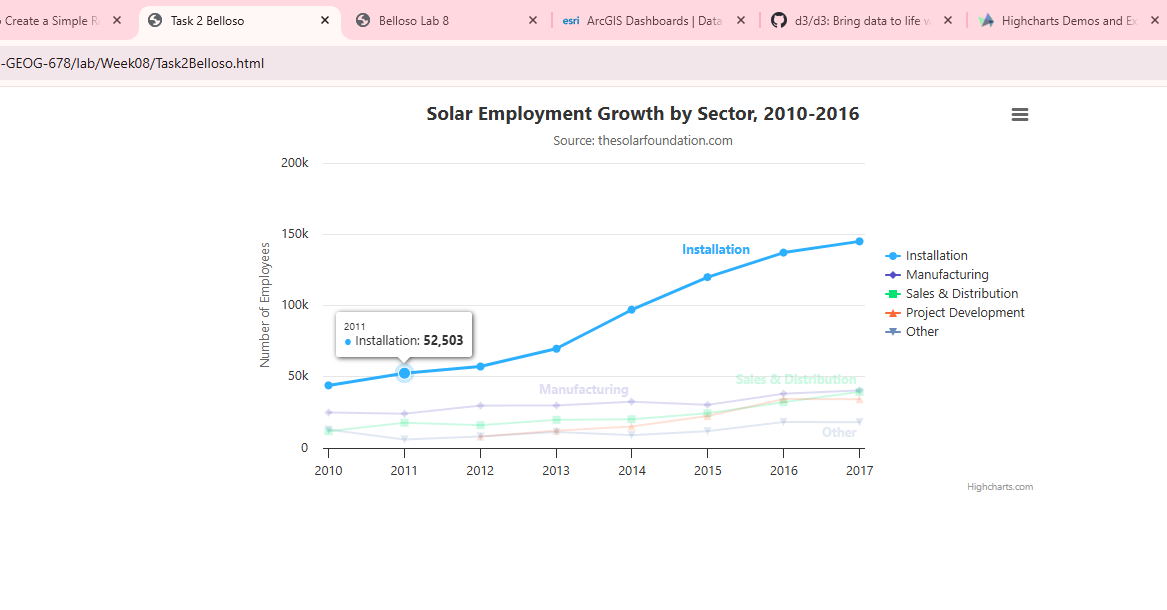 Create a Simple R
Task 2 Belloso
Belloso Lab 8
esri ArcGIS Dashboards | Data
d3/d3: Bring data to life w
Highcharts Demos and Ex
-GEOG-678/lab/Week08/Task2Belloso.html
Solar Employment Growth by Sector, 2010-2016
Source: thesolarfoundation.com
Number of Employees
200k
150k
100k
50k
0
Installation
2011
Installation: 52,503
Manufacturing
Sales & Distribution
Other
2010 2011 2012 2013 2014 2015 2016 2017
Installation
Manufacturing
Sales & Distribution
Project Development
Other
Highcharts.com